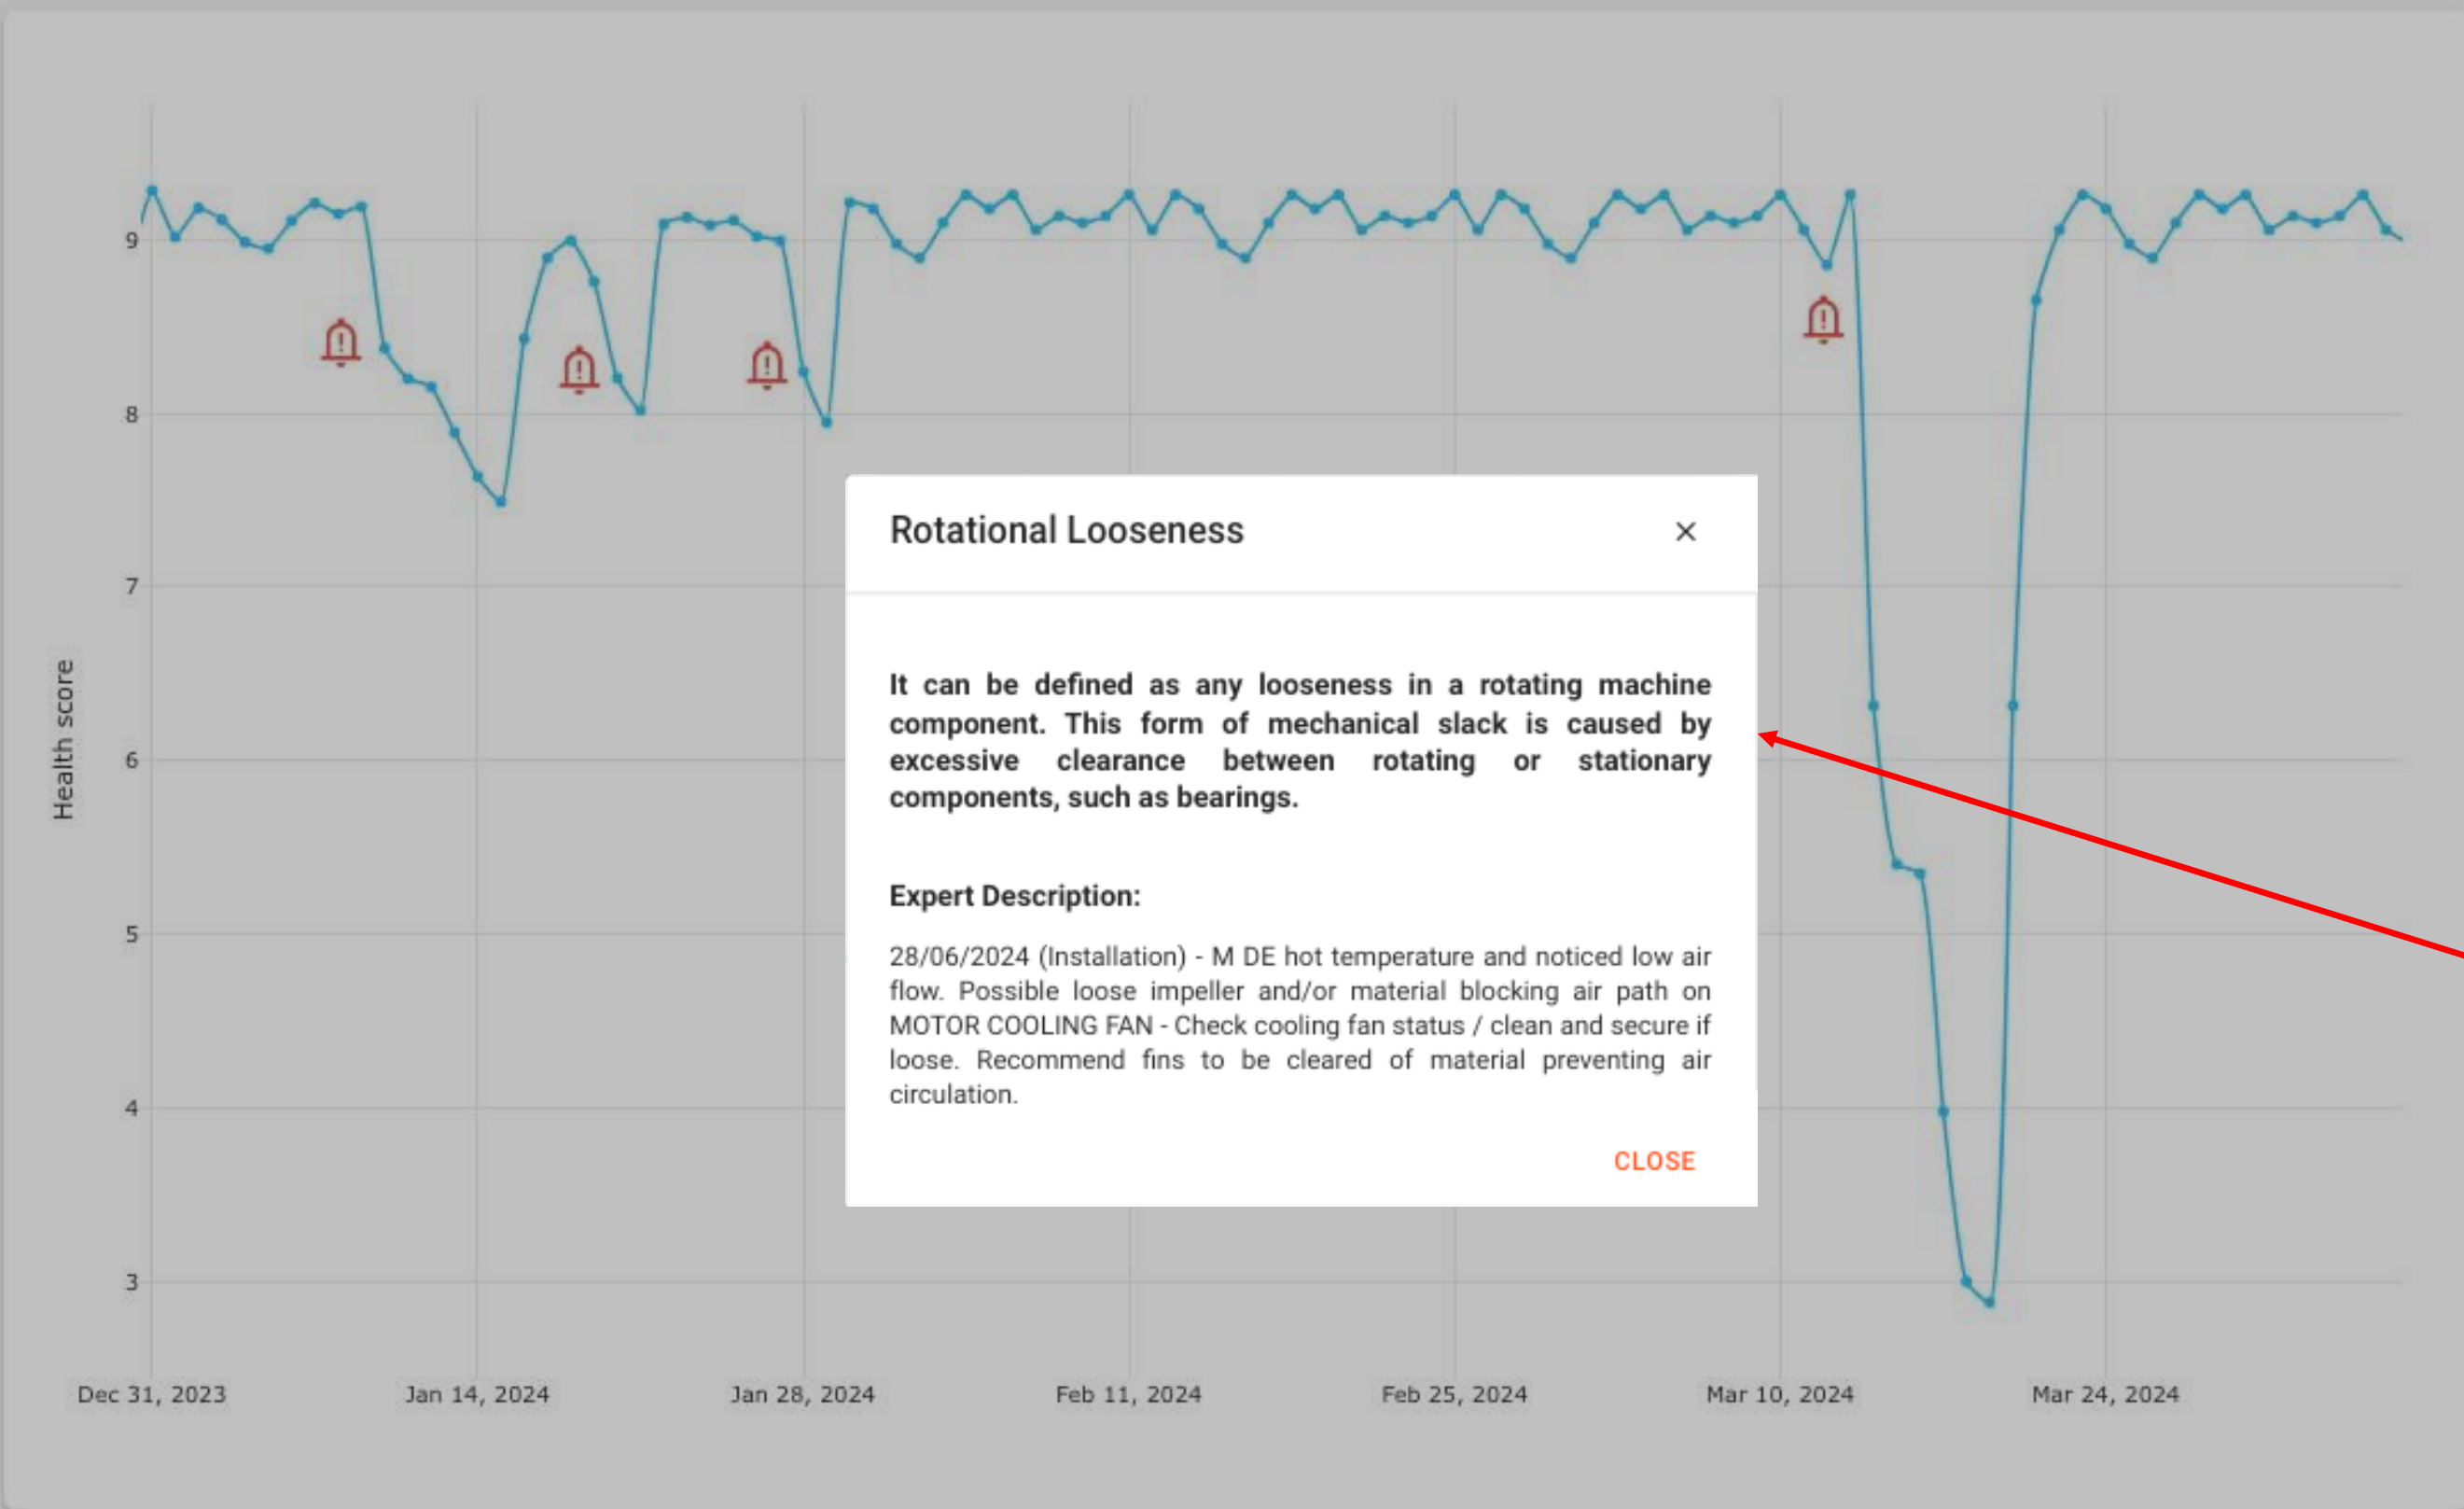 9
8
7
6
5
4
3
Health score
Dec 31, 2023
Jan 14, 2024
Jan 28, 2024
Feb 11, 2024
Feb 25, 2024
Mar 10, 2024
Mar 24, 2024
Rotational Looseness
It can be defined as any looseness in a rotating machine
component. This form of mechanical slack is caused by
excessive clearance between rotating or stationary
components, such as bearings.
Expert Description:
28/06/2024 (Installation) - M DE hot temperature and noticed low air
flow. Possible loose impeller and/or material blocking air path on
MOTOR COOLING FAN - Check cooling fan status / clean and secure if
loose. Recommend fins to be cleared of material preventing air
circulation.
CLOSE